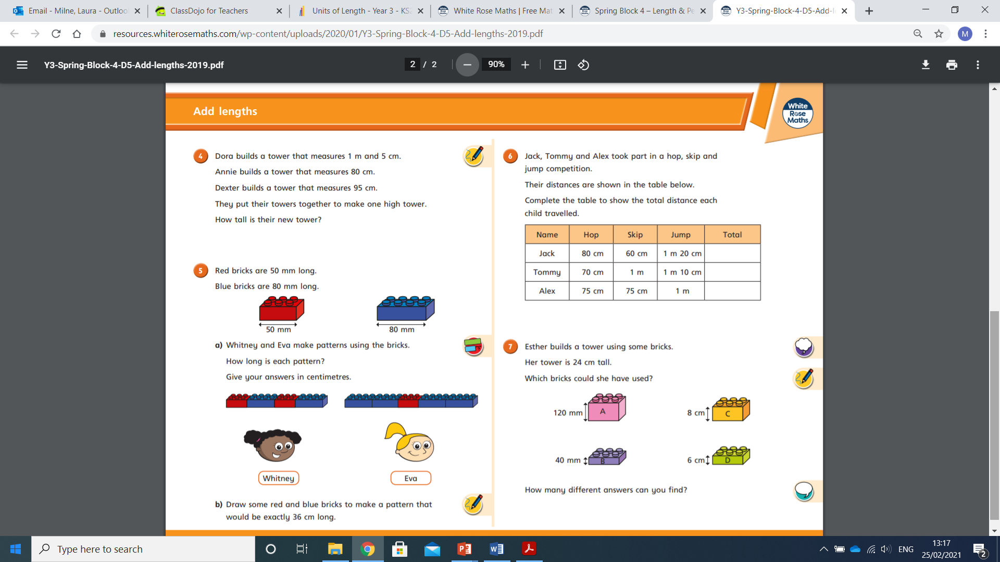 Email - Milne, Laura - Outloo
ClassDojo for Teachers
Units of Length - Year 3 - KS2
White Rose Maths | Free Mat
Spring Block 4 – Length & Pe
Y3-Spring-Block-4-D5-Add-l
resources.whiterosemaths.com/wp-content/uploads/2020/01/Y3-Spring-Block-4-D5-Add-lengths-2019.pdf
M
Y3-Spring-Block-4-D5-Add-lengths-2019.pdf
2 / 2
90%
Add lengths
White
Rose
Maths
4 Dora builds a tower that measures 1 m and 5 cm.
Annie builds a tower that measures 80 cm.
Dexter builds a tower that measures 95 cm.
They put their towers together to make one high tower.
How tall is their new tower?
5 Red bricks are 50 mm long.
Blue bricks are 80 mm long.
50 mm
80 mm
a) Whitney and Eva make patterns using the bricks.
How long is each pattern?
Give your answers in centimetres.
Whitney
Eva
b) Draw some red and blue bricks to make a pattern that
would be exactly 36 cm long.
6 Jack, Tommy and Alex took part in a hop, skip and
jump competition.
Their distances are shown in the table below.
Complete the table to show the total distance each
child travelled.
Name Hop Skip Jump Total
Jack 80 cm 60 cm 1 m 20 cm
Tommy 70 cm 1 m 1 m 10 cm
Alex 75 cm 75 cm 1 m
7 Esther builds a tower using some bricks.
Her tower is 24 cm tall.
Which bricks could she have used?
120 mm A
8 cm C
40 mm B
6 cm D
How many different answers can you find?
Type here to search
ENG
13:17
25/02/2021
2